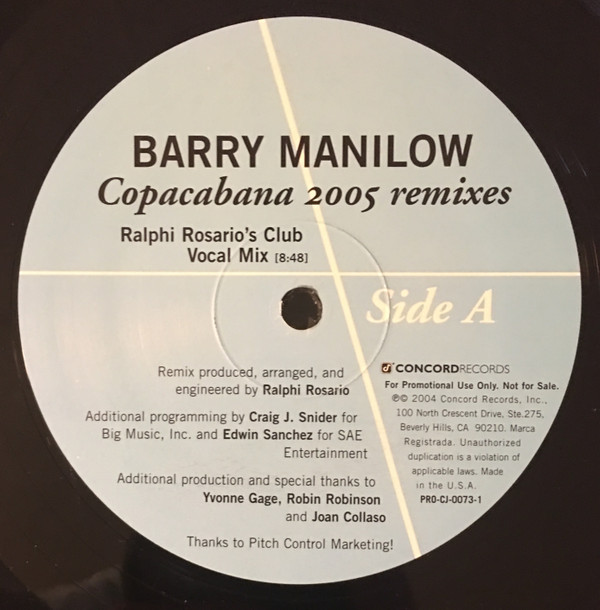 BARRY MANILOW
Copacabana 2005 remixes
Ralphi Rosario's Club
Vocal Mix [8:48]
Side A
Remix produced, arranged, and
engineered by Ralphi Rosario
Additional programming by Craig J. Snider for
Big Music, Inc. and Edwin Sanchez for SAE
Entertainment
Additional production and special thanks to
Yvonne Gage, Robin Robinson
and Joan Collaso
Thanks to Pitch Control Marketing!
CONCORDRECORDS
For Promotional Use Only. Not for Sale.
℗© 2004 Concord Records, Inc.,
100 North Crescent Drive, Ste.275,
Beverly Hills, CA 90210. Marca
Registrada. Unauthorized
duplication is a violation of
applicable laws. Made
in the U.S.A.
PRO-CJ-0073-1